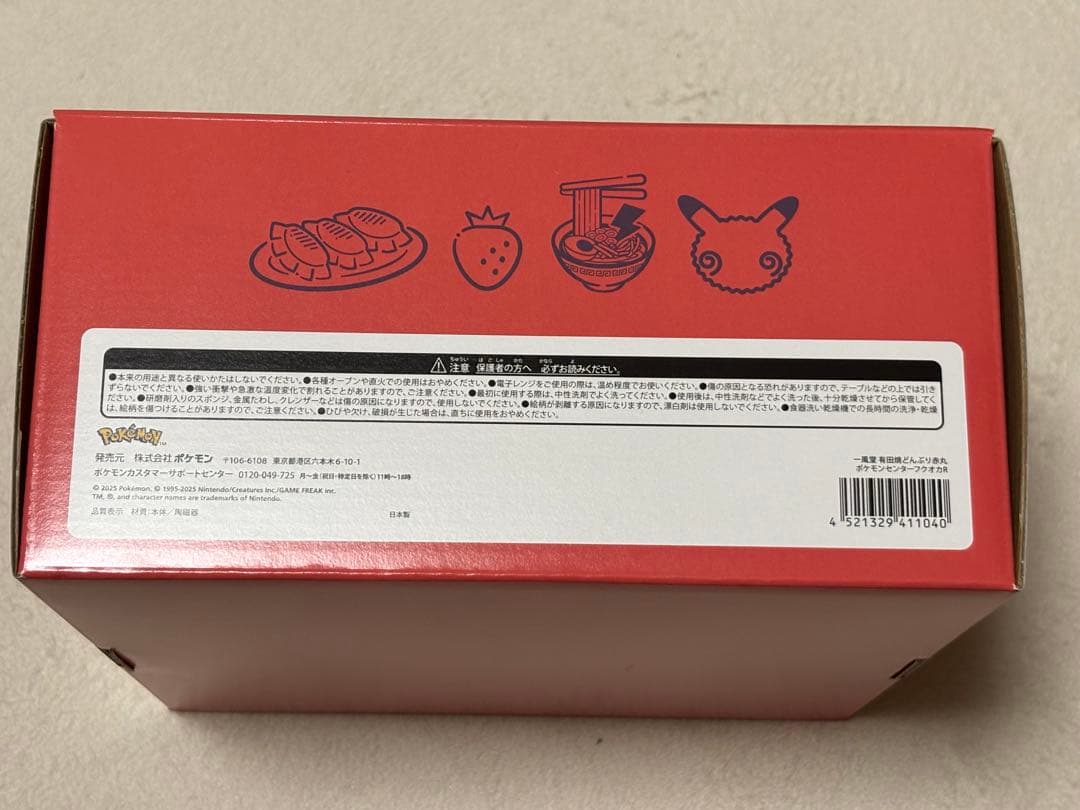 注意 保護者の方へ 必ずお読みください。
●本来の用途と異なる使いかたはしないでください。●各種オーブンや直火での使用はおやめください。●電子レンジをご使用の際は、温め程度でお使いください。●傷の原因となる恐れがありますので、テーブルなどの上では引き
ずらないでください。●強い衝撃や急激な温度変化で割れることがありますので、ご注意ください。●最初に使用する際は、中性洗剤でよく洗ってください。●使用後は、中性洗剤などでよく洗った後、十分乾燥させてから保管してく
ださい。●研磨剤入りのスポンジ、金属たわし、クレンザーなどは傷の原因になりますので、使用しないでください。●絵柄が剥離する原因になりますので、漂白剤は使用しないでください。●食器洗い乾燥機での長時間の洗浄・乾燥
は、絵柄を傷つけることがありますので、ご注意ください。●ひびや欠け、破損が生じた場合は、直ちに使用をおやめください。
POKÉMON™
発売元 株式会社ポケモン 〒106-6108 東京都港区六本木6-10-1
ポケモンカスタマーサポートセンター 0120-049-725 月〜金(祝日・特定日を除く)11時〜18時
© 2025 Pokémon. © 1995-2025 Nintendo/Creatures Inc./GAME FREAK inc.
TM, ®, and character names are trademarks of Nintendo.
品質表示 材質:本体/陶磁器 日本製
一風堂 有田焼どんぶり赤丸
ポケモンセンターフクオカR
4 521329 411040